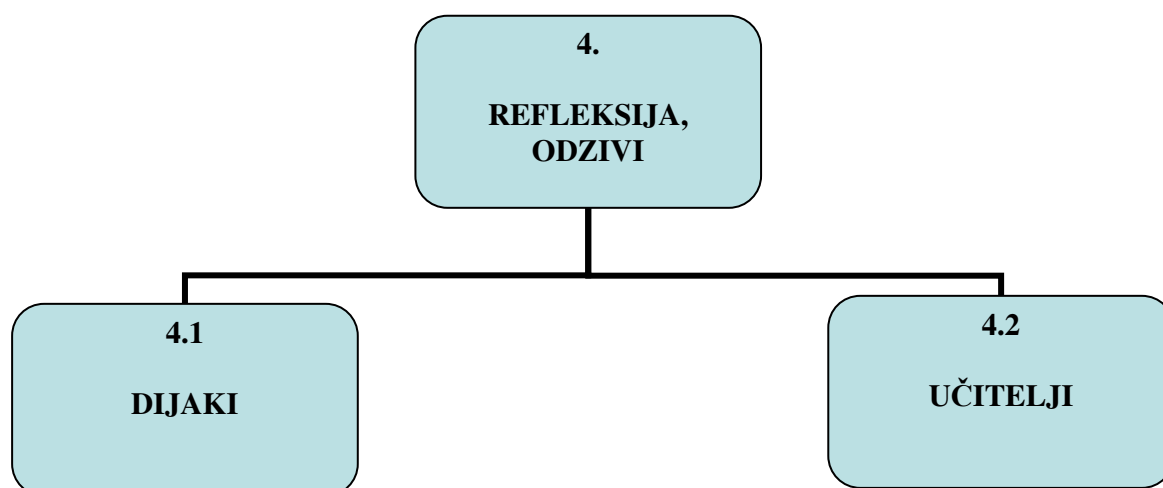 4.
REFLEKSIJA,
ODZIVI
4.1
DIJAKI
4.2
UČITELJI